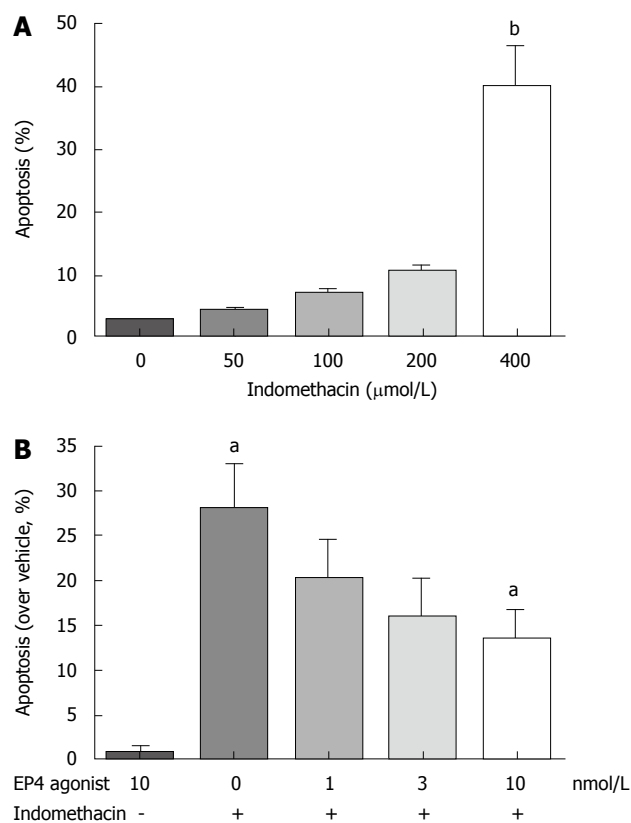 A
50
40
30
20
10
0
Apoptosis (%)
b
0 50 100 200 400
Indomethacin (μmol/L)
B
35
30
25
20
15
10
5
0
Apoptosis (over vehicle, %)
a
a
EP4 agonist 10 0 1 3 10 nmol/L
Indomethacin - + + + +